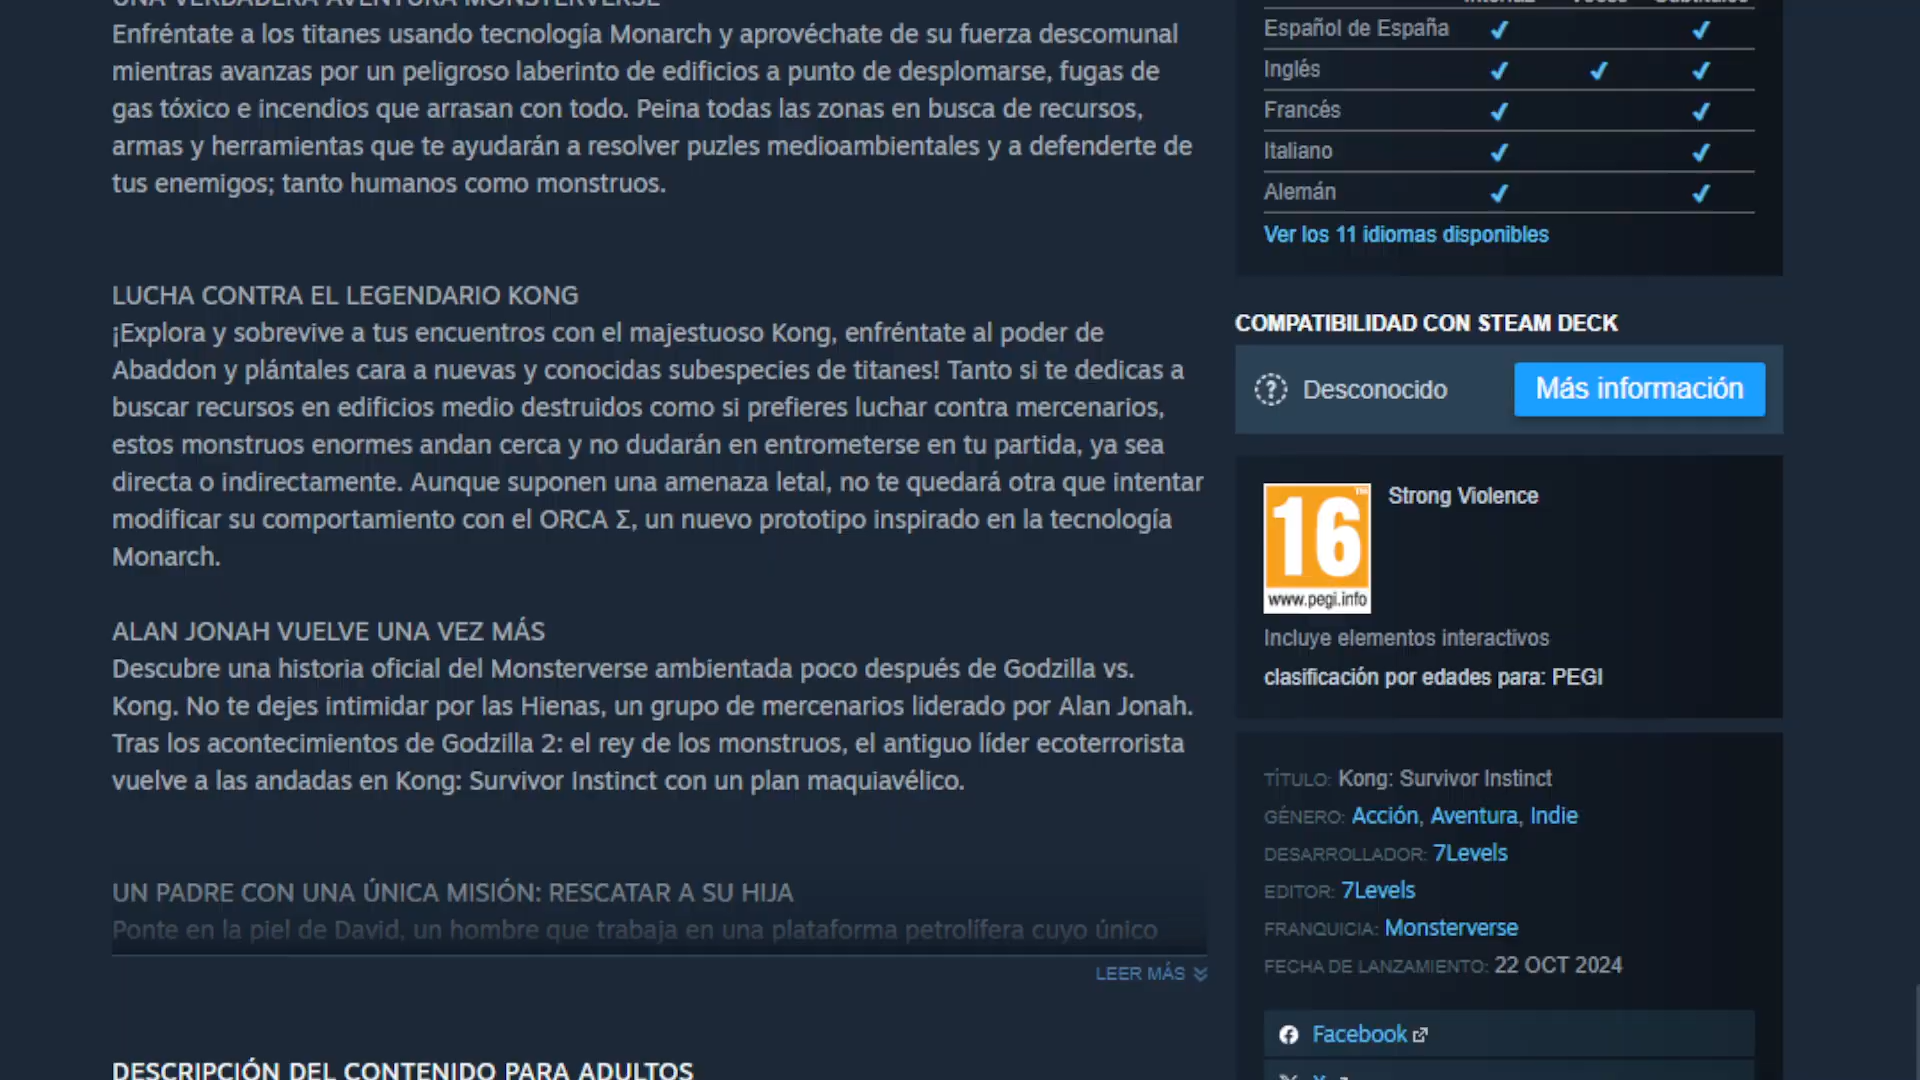 UNA VERDADERA AVENTURA MONSTERVERSE
Enfréntate a los titanes usando tecnología Monarch y aprovéchate de su fuerza descomunal
mientras avanzas por un peligroso laberinto de edificios a punto de desplomarse, fugas de
gas tóxico e incendios que arrasan con todo. Peina todas las zonas en busca de recursos,
armas y herramientas que te ayudarán a resolver puzles medioambientales y a defenderte de
tus enemigos; tanto humanos como monstruos.
LUCHA CONTRA EL LEGENDARIO KONG
¡Explora y sobrevive a tus encuentros con el majestuoso Kong, enfréntate al poder de
Abaddon y plántales cara a nuevas y conocidas subespecies de titanes! Tanto si te dedicas a
buscar recursos en edificios medio destruidos como si prefieres luchar contra mercenarios,
estos monstruos enormes andan cerca y no dudarán en entrometerse en tu partida, ya sea
directa o indirectamente. Aunque suponen una amenaza letal, no te quedará otra que intentar
modificar su comportamiento con el ORCA Σ, un nuevo prototipo inspirado en la tecnología
Monarch.
ALAN JONAH VUELVE UNA VEZ MÁS
Descubre una historia oficial del Monsterverse ambientada poco después de Godzilla vs.
Kong. No te dejes intimidar por las Hienas, un grupo de mercenarios liderado por Alan Jonah.
Tras los acontecimientos de Godzilla 2: el rey de los monstruos, el antiguo líder ecoterrorista
vuelve a las andadas en Kong: Survivor Instinct con un plan maquiavélico.
UN PADRE CON UNA ÚNICA MISIÓN: RESCATAR A SU HIJA
Ponte en la piel de David, un hombre que trabaja en una plataforma petrolífera cuyo único
LEER MÁS
DESCRIPCIÓN DEL CONTENIDO PARA ADULTOS
Interfaz Voces Subtítulos
Español de España
Inglés
Francés
Italiano
Alemán
Ver los 11 idiomas disponibles
COMPATIBILIDAD CON STEAM DECK
Desconocido
Más información
16 ™
www.pegi.info
Strong Violence
Incluye elementos interactivos
clasificación por edades para: PEGI
TÍTULO: Kong: Survivor Instinct
GÉNERO: Acción, Aventura, Indie
DESARROLLADOR: 7Levels
EDITOR: 7Levels
FRANQUICIA: Monsterverse
FECHA DE LANZAMIENTO: 22 OCT 2024
Facebook
X